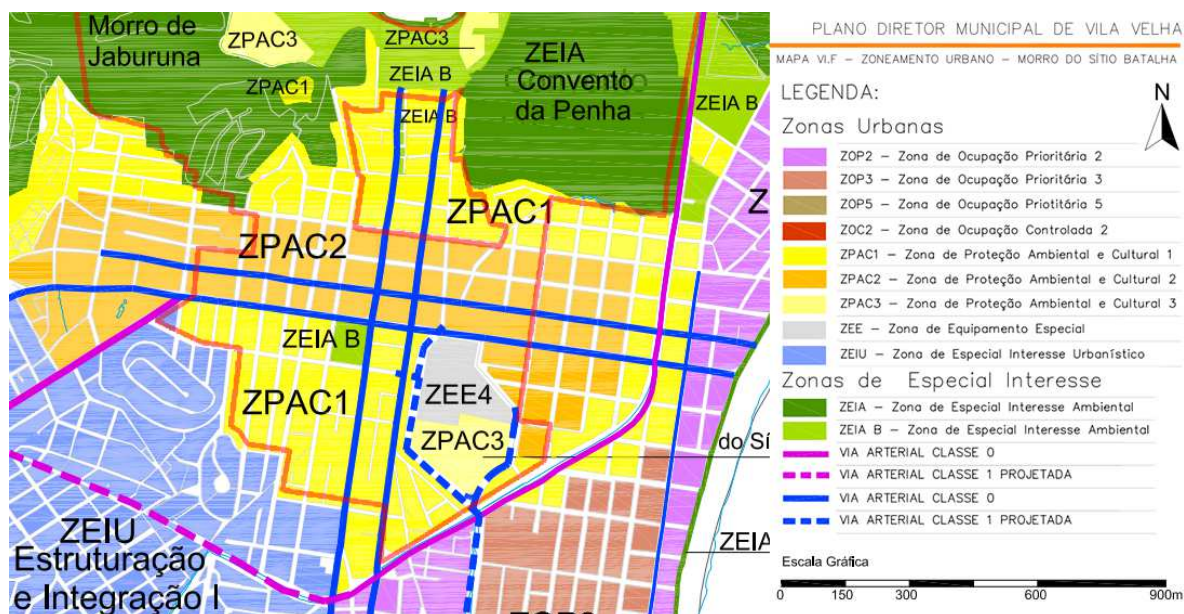 Morro de
Jaburuna
ZPAC3
ZPAC3
ZEIA
Convento
da Penha
ZEIA B
ZPAC1
ZEIA B
ZEIA B
Z
ZPAC1
ZPAC2
ZEIA B
ZPAC1
ZEE4
ZPAC3
do Sí
ZEIU
Estruturação
e Integração I
ZEIA
PLANO DIRETOR MUNICIPAL DE VILA VELHA
MAPA VI.F – ZONEAMENTO URBANO – MORRO DO SÍTIO BATALHA
LEGENDA:
N
Zonas Urbanas
ZOP2 – Zona de Ocupação Prioritária 2
ZOP3 – Zona de Ocupação Prioritária 3
ZOP5 – Zona de Ocupação Priotitária 5
ZOC2 – Zona de Ocupação Controlada 2
ZPAC1 – Zona de Proteção Ambiental e Cultural 1
ZPAC2 – Zona de Proteção Ambiental e Cultural 2
ZPAC3 – Zona de Proteção Ambiental e Cultural 3
ZEE – Zona de Equipamento Especial
ZEIU – Zona de Especial Interesse Urbanístico
Zonas de Especial Interesse
ZEIA – Zona de Especial Interesse Ambiental
ZEIA B – Zona de Especial Interesse Ambiental
VIA ARTERIAL CLASSE 0
VIA ARTERIAL CLASSE 1 PROJETADA
VIA ARTERIAL CLASSE 0
VIA ARTERIAL CLASSE 1 PROJETADA
Escala Gráfica
0 150 300 600 900m